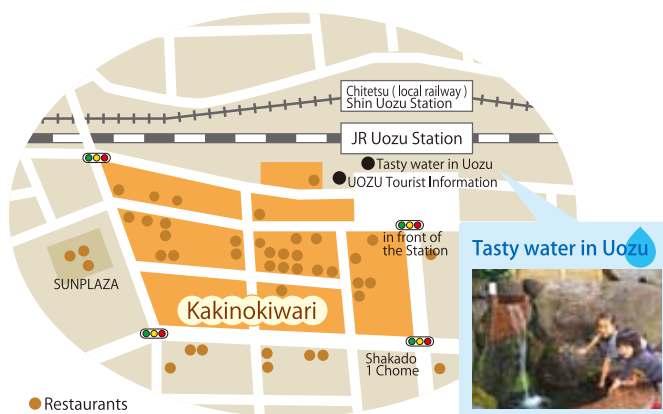 Chitetsu ( local railway )
Shin Uozu Station
JR Uozu Station
Tasty water in Uozu
UOZU Tourist Information
in front of
the Station
Tasty water in Uozu
SUNPLAZA
Kakinokiwari
Shakado
1 Chome
Restaurants